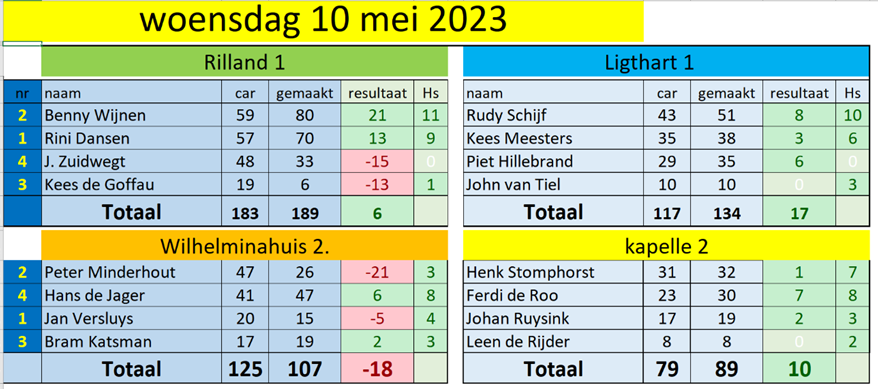 woensdag 10 mei 2023
Rilland 1 Ligthart 1
nr naam car gemaakt resultaat Hs naam car gemaakt resultaat Hs
2 Benny Wijnen 59 80 21 11 Rudy Schijf 43 51 8 10
1 Rini Dansen 57 70 13 9 Kees Meesters 35 38 3 6
4 J. Zuidwegt 48 33 -15 0 Piet Hillebrand 29 35 6 0
3 Kees de Goffau 19 6 -13 1 John van Tiel 10 10 0 3
Totaal 183 189 6 Totaal 117 134 17
Wilhelminahuis 2. kapelle 2
2 Peter Minderhout 47 26 -21 3 Henk Stomphorst 31 32 1 7
4 Hans de Jager 41 47 6 8 Ferdi de Roo 23 30 7 8
1 Jan Versluys 20 15 -5 4 Johan Ruysink 17 19 2 3
3 Bram Katsman 17 19 2 3 Leen de Rijder 8 8 0 2
Totaal 125 107 -18 Totaal 79 89 10